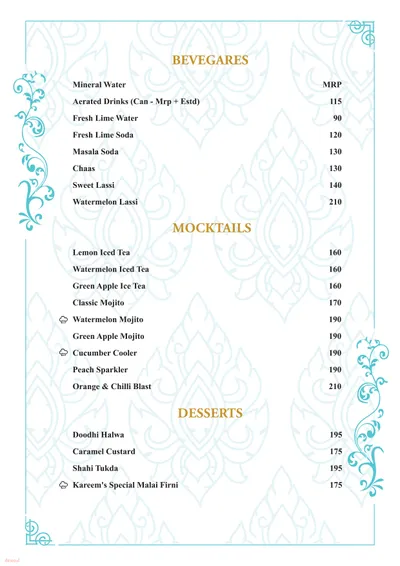 BEVEGARES
Mineral Water MRP
Aerated Drinks (Can - Mrp + Estd) 115
Fresh Lime Water 90
Fresh Lime Soda 120
Masala Soda 130
Chaas 130
Sweet Lassi 140
Watermelon Lassi 210
MOCKTAILS
Lemon Iced Tea 160
Watermelon Iced Tea 160
Green Apple Ice Tea 160
Classic Mojito 170
Watermelon Mojito 190
Green Apple Mojito 190
Cucumber Cooler 190
Peach Sparkler 190
Orange & Chilli Blast 210
DESSERTS
Doodhi Halwa 195
Caramel Custard 175
Shahi Tukda 195
Kareem's Special Malai Firni 175